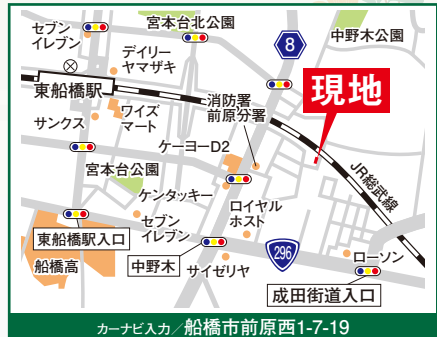 セブン
イレブン
宮本台北公園
8
中野木公園
デイリー
ヤマザキ
東船橋駅
消防署
前原分署
現地
サンクス
ワイズ
マート
ケーヨーD2
宮本台公園
JR総武線
ケンタッキー
ロイヤル
ホスト
セブン
イレブン
東船橋駅入口
296
船橋高
中野木
サイゼリヤ
ローソン
成田街道入口
カーナビ入力/船橋市前原西1-7-19